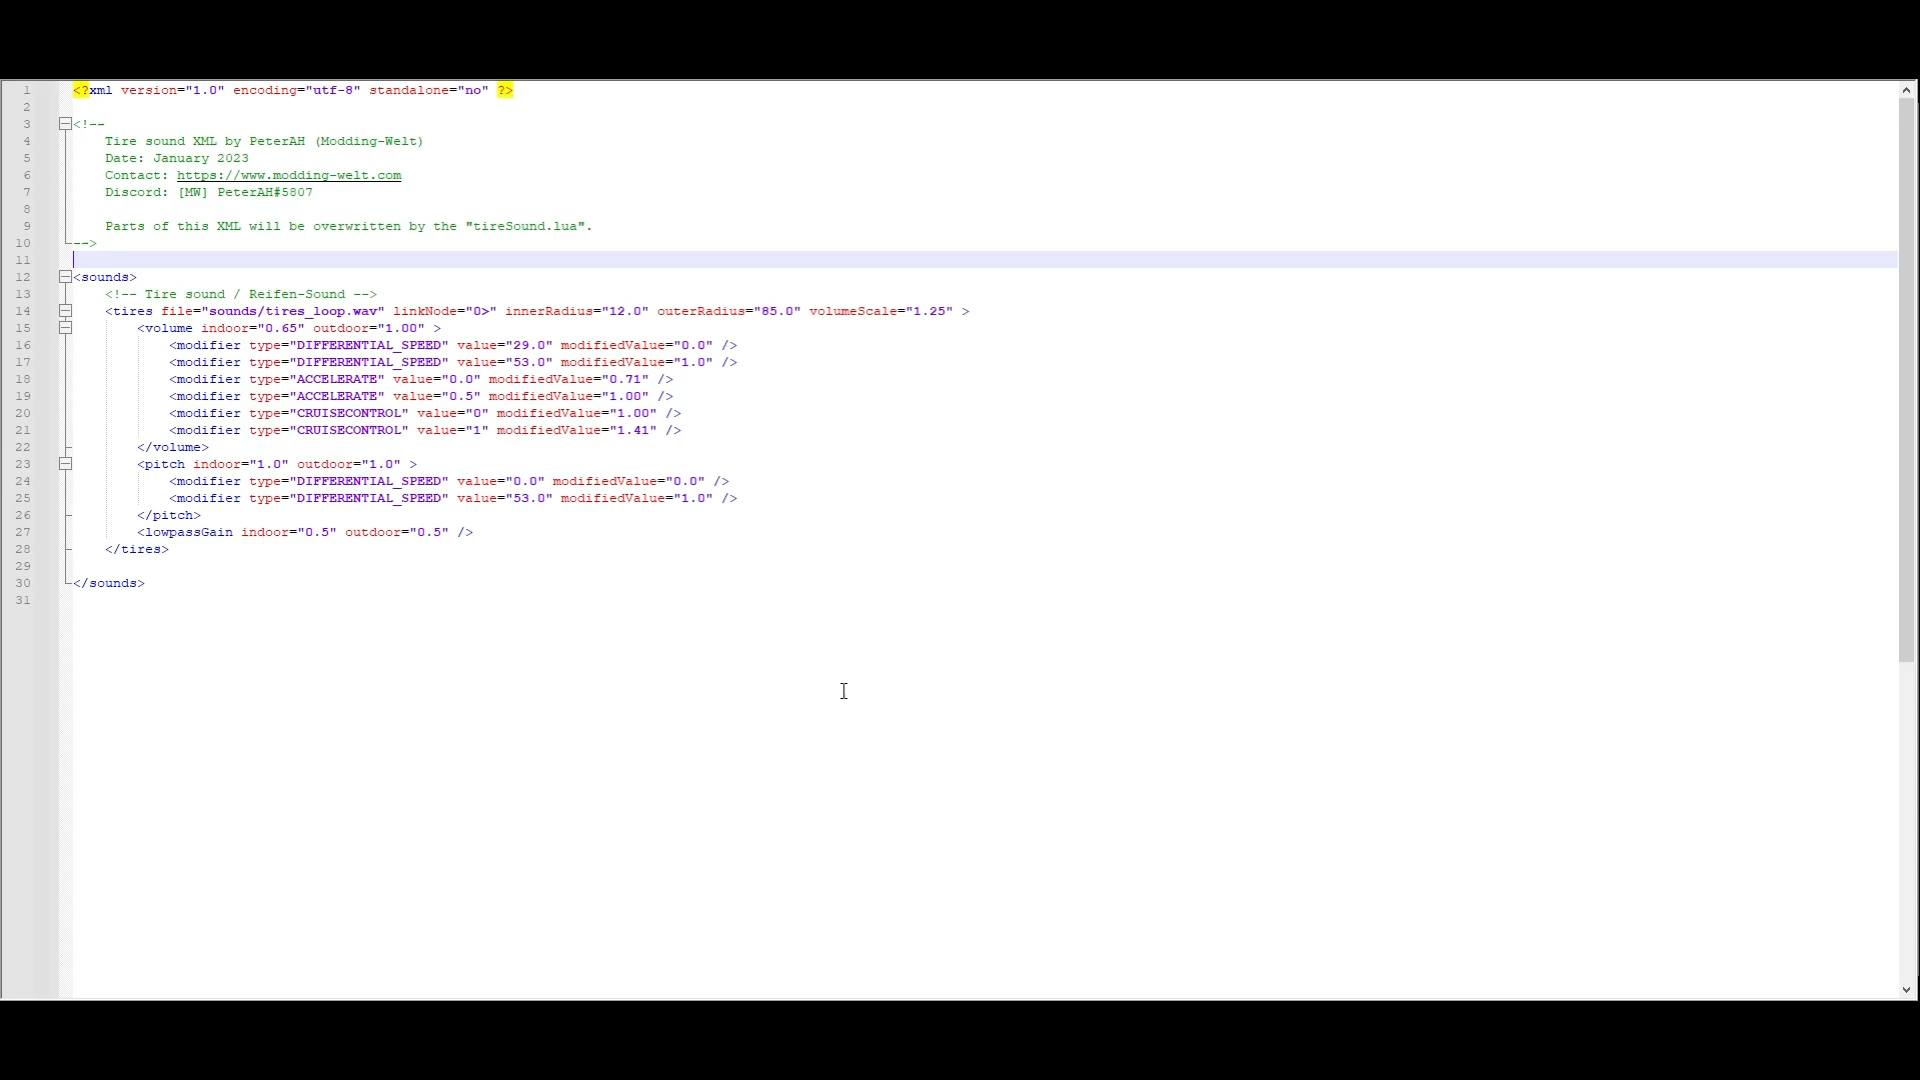 1 <?xml version="1.0" encoding="utf-8" standalone="no" ?>
2
3 <!--
4 Tire sound XML by PeterAH (Modding-Welt)
5 Date: January 2023
6 Contact: https://www.modding-welt.com
7 Discord: [MW] PeterAH#5807
8
9 Parts of this XML will be overwritten by the "tireSound.lua".
10 -->
11
12 <sounds>
13 <!-- Tire sound / Reifen-Sound -->
14 <tires file="sounds/tires_loop.wav" linkNode="0>" innerRadius="12.0" outerRadius="85.0" volumeScale="1.25" >
15 <volume indoor="0.65" outdoor="1.00" >
16 <modifier type="DIFFERENTIAL_SPEED" value="29.0" modifiedValue="0.0" />
17 <modifier type="DIFFERENTIAL_SPEED" value="53.0" modifiedValue="1.0" />
18 <modifier type="ACCELERATE" value="0.0" modifiedValue="0.71" />
19 <modifier type="ACCELERATE" value="0.5" modifiedValue="1.00" />
20 <modifier type="CRUISECONTROL" value="0" modifiedValue="1.00" />
21 <modifier type="CRUISECONTROL" value="1" modifiedValue="1.41" />
22 </volume>
23 <pitch indoor="1.0" outdoor="1.0" >
24 <modifier type="DIFFERENTIAL_SPEED" value="0.0" modifiedValue="0.0" />
25 <modifier type="DIFFERENTIAL_SPEED" value="53.0" modifiedValue="1.0" />
26 </pitch>
27 <lowpassGain indoor="0.5" outdoor="0.5" />
28 </tires>
29
30 </sounds>
31